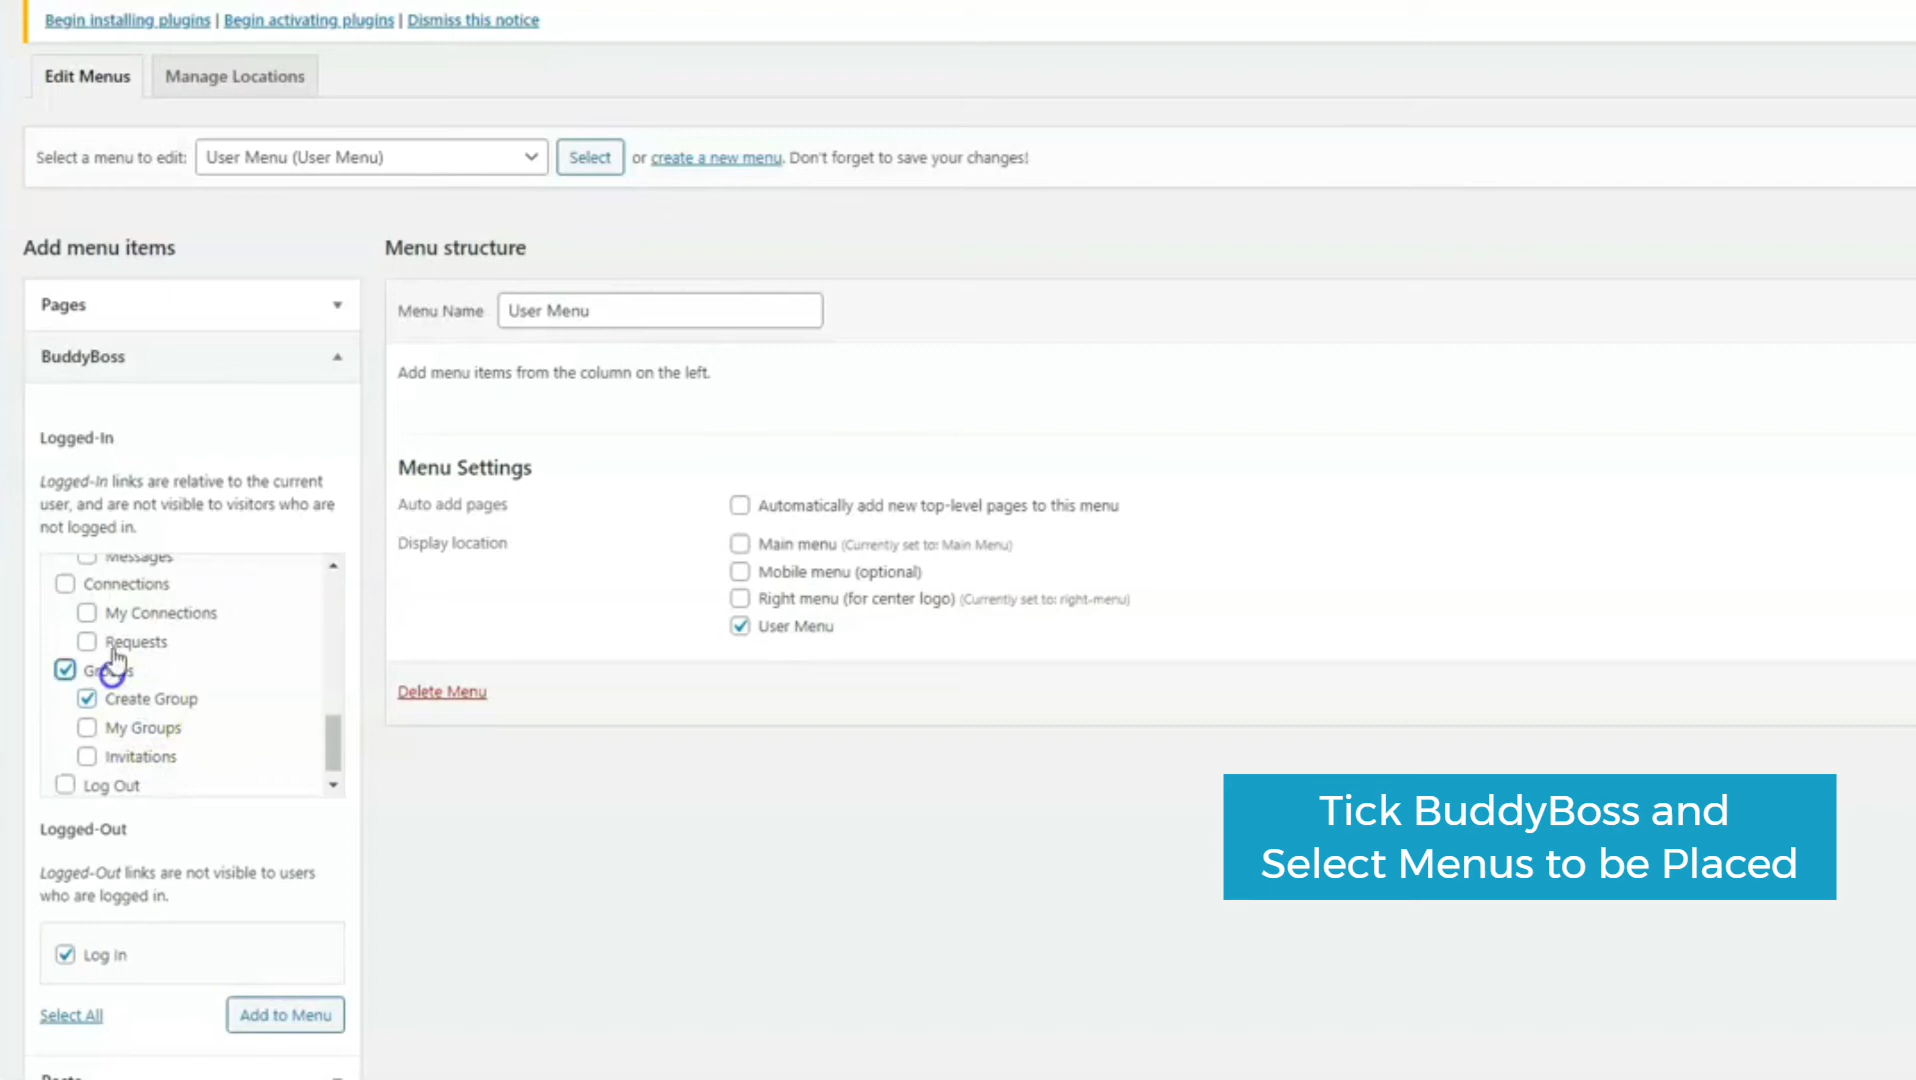 Begin installing plugins | Begin activating plugins | Dismiss this notice
Edit Menus
Manage Locations
Select a menu to edit:
User Menu (User Menu)
Select
or create a new menu. Don't forget to save your changes!
Add menu items
Menu structure
Pages
Menu Name
User Menu
BuddyBoss
Add menu items from the column on the left.
Logged-In
Logged-In links are relative to the current
user, and are not visible to visitors who are
not logged in.
Menu Settings
Auto add pages
Automatically add new top-level pages to this menu
Display location
Main menu (Currently set to: Main Menu)
Mobile menu (optional)
Right menu (for center logo) (Currently set to: right-menu)
User Menu
Delete Menu
Messages
Connections
My Connections
Requests
Groups
Create Group
My Groups
Invitations
Log Out
Logged-Out
Logged-Out links are not visible to users
who are logged in.
Log In
Select All
Add to Menu
Posts
Tick BuddyBoss and
Select Menus to be Placed